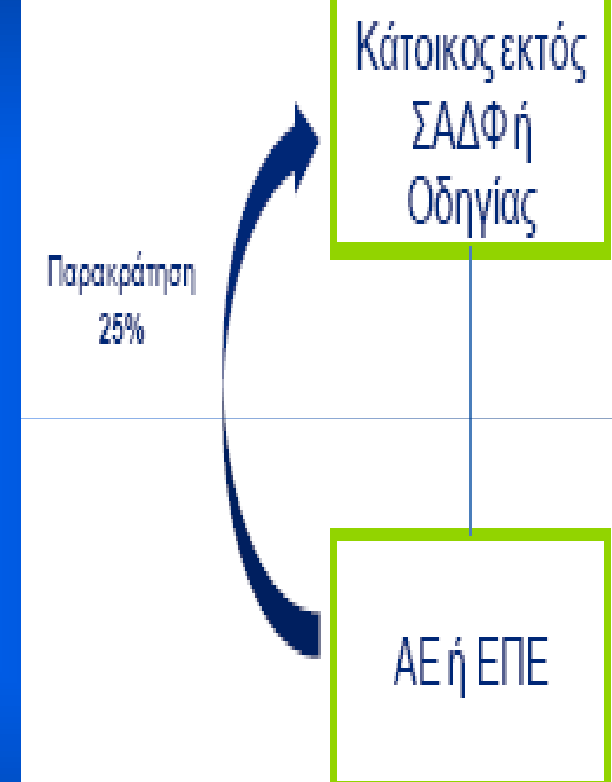 Κάτοικος εκτός
ΣΑΔΦ ή
Οδηγίας
Παρακράτηση
25%
ΑΕ ή ΕΠΕ